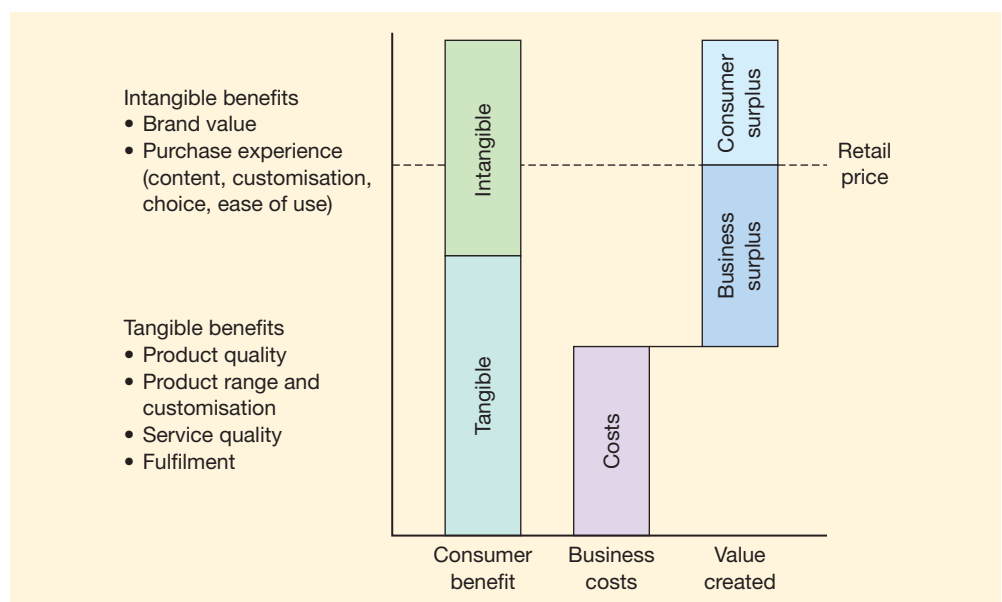 Intangible benefits
• Brand value
• Purchase experience
(content, customisation,
choice, ease of use)
Tangible benefits
• Product quality
• Product range and
customisation
• Service quality
• Fulfilment
Intangible
Tangible
Costs
Consumer
surplus
Business
surplus
Retail
price
Consumer
benefit
Business
costs
Value
created